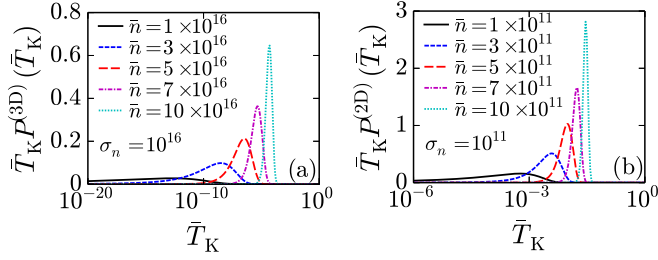 0.8
0.6
0.4
0.2
0
T̄_K P^(3D) (T̄_K)
n̄ = 1 ×10^16
n̄ = 3 ×10^16
n̄ = 5 ×10^16
n̄ = 7 ×10^16
n̄ = 10 ×10^16
σ_n = 10^16
(a)
10^-20 10^-10 10^0
T̄_K
3
2
1
0
T̄_K P^(2D) (T̄_K)
n̄ = 1 ×10^11
n̄ = 3 ×10^11
n̄ = 5 ×10^11
n̄ = 7 ×10^11
n̄ = 10 ×10^11
σ_n = 10^11
(b)
10^-6 10^-3 10^0
T̄_K